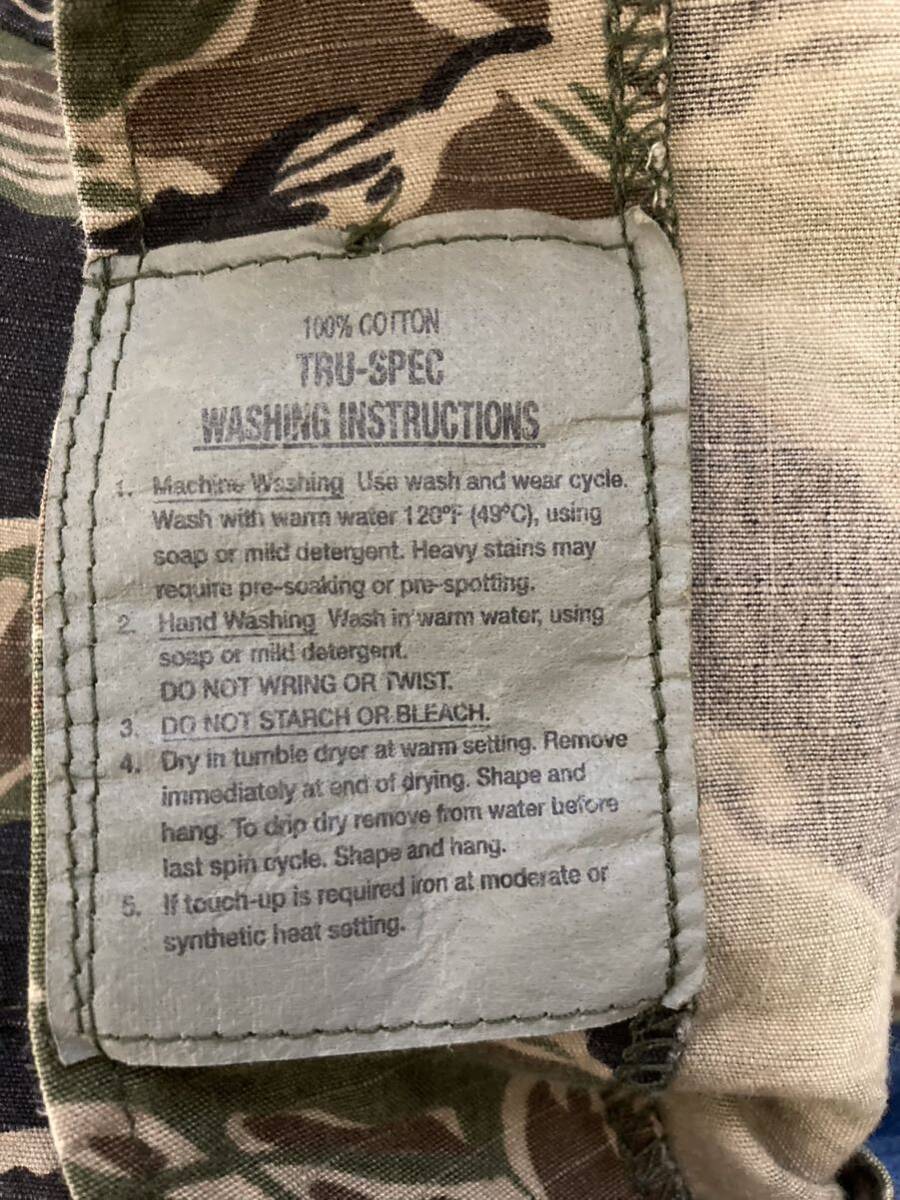 100% COTTON
TRU-SPEC
WASHING INSTRUCTIONS
1. Machine Washing Use wash and wear cycle.
Wash with warm water 120°F (49°C), using
soap or mild detergent. Heavy stains may
require pre-soaking or pre-spotting.
2. Hand Washing Wash in warm water, using
soap or mild detergent.
DO NOT WRING OR TWIST.
3. DO NOT STARCH OR BLEACH.
4. Dry in tumble dryer at warm setting. Remove
immediately at end of drying. Shape and
hang. To drip dry remove from water before
last spin cycle. Shape and hang.
5. If touch-up is required iron at moderate or
synthetic heat setting.